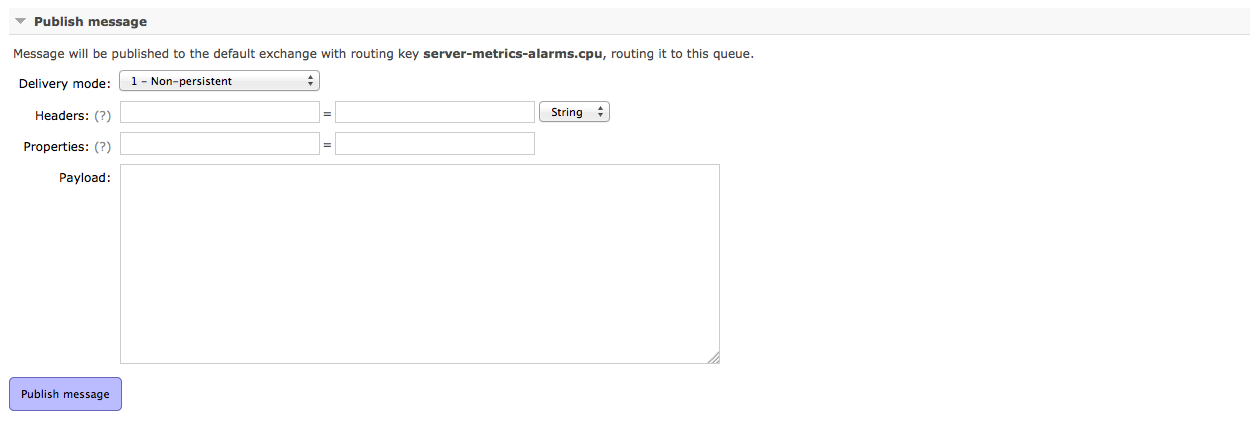 Publish message
Message will be published to the default exchange with routing key server-metrics-alarms.cpu, routing it to this queue.
Delivery mode: 1 - Non-persistent
Headers: (?) = String
Properties: (?) =
Payload:
Publish message